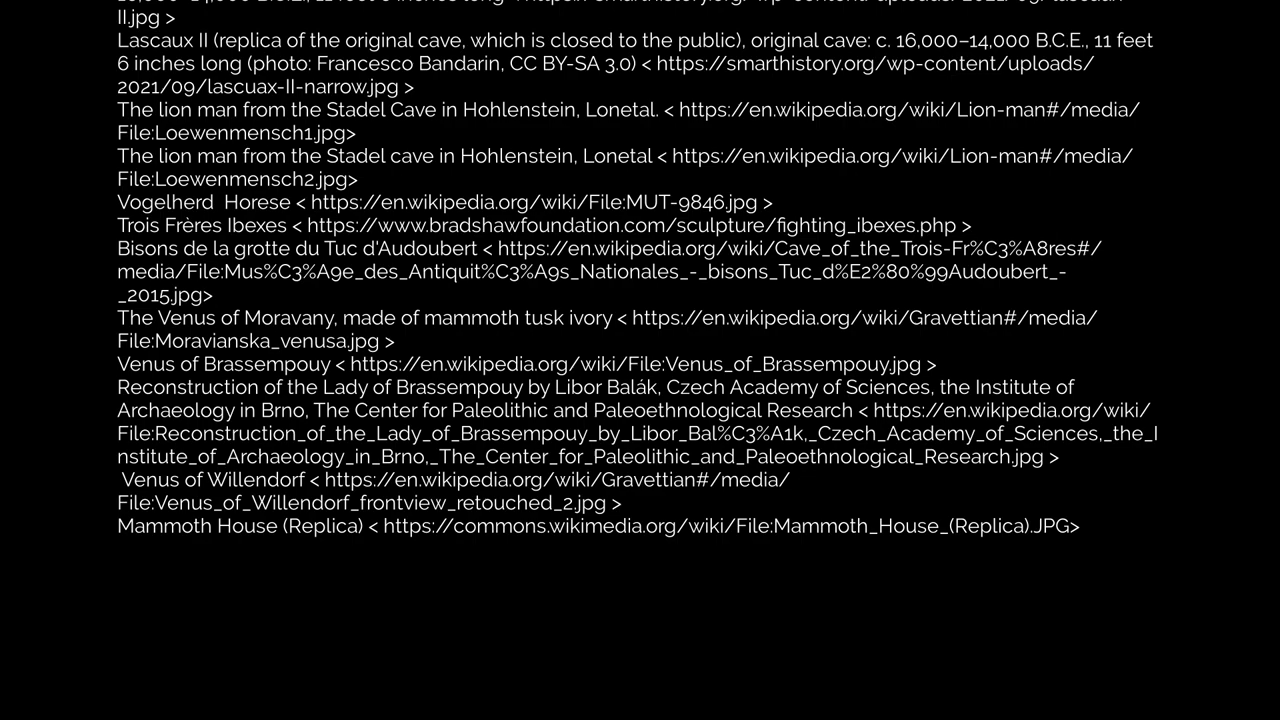 II.jpg >
Lascaux II (replica of the original cave, which is closed to the public), original cave: c. 16,000–14,000 B.C.E., 11 feet
6 inches long (photo: Francesco Bandarin, CC BY-SA 3.0) < https://smarthistory.org/wp-content/uploads/
2021/09/lascuax-II-narrow.jpg >
The lion man from the Stadel Cave in Hohlenstein, Lonetal. < https://en.wikipedia.org/wiki/Lion-man#/media/
File:Loewenmensch1.jpg>
The lion man from the Stadel cave in Hohlenstein, Lonetal < https://en.wikipedia.org/wiki/Lion-man#/media/
File:Loewenmensch2.jpg>
Vogelherd  Horese < https://en.wikipedia.org/wiki/File:MUT-9846.jpg >
Trois Frères Ibexes < https://www.bradshawfoundation.com/sculpture/fighting_ibexes.php >
Bisons de la grotte du Tuc d'Audoubert < https://en.wikipedia.org/wiki/Cave_of_the_Trois-Fr%C3%A8res#/
media/File:Mus%C3%A9e_des_Antiquit%C3%A9s_Nationales_-_bisons_Tuc_d%E2%80%99Audoubert_-
_2015.jpg>
The Venus of Moravany, made of mammoth tusk ivory < https://en.wikipedia.org/wiki/Gravettian#/media/
File:Moravianska_venusa.jpg >
Venus of Brassempouy < https://en.wikipedia.org/wiki/File:Venus_of_Brassempouy.jpg >
Reconstruction of the Lady of Brassempouy by Libor Balák, Czech Academy of Sciences, the Institute of
Archaeology in Brno, The Center for Paleolithic and Paleoethnological Research < https://en.wikipedia.org/wiki/
File:Reconstruction_of_the_Lady_of_Brassempouy_by_Libor_Bal%C3%A1k,_Czech_Academy_of_Sciences,_the_I
nstitute_of_Archaeology_in_Brno,_The_Center_for_Paleolithic_and_Paleoethnological_Research.jpg >
Venus of Willendorf < https://en.wikipedia.org/wiki/Gravettian#/media/
File:Venus_of_Willendorf_frontview_retouched_2.jpg >
Mammoth House (Replica) < https://commons.wikimedia.org/wiki/File:Mammoth_House_(Replica).JPG>